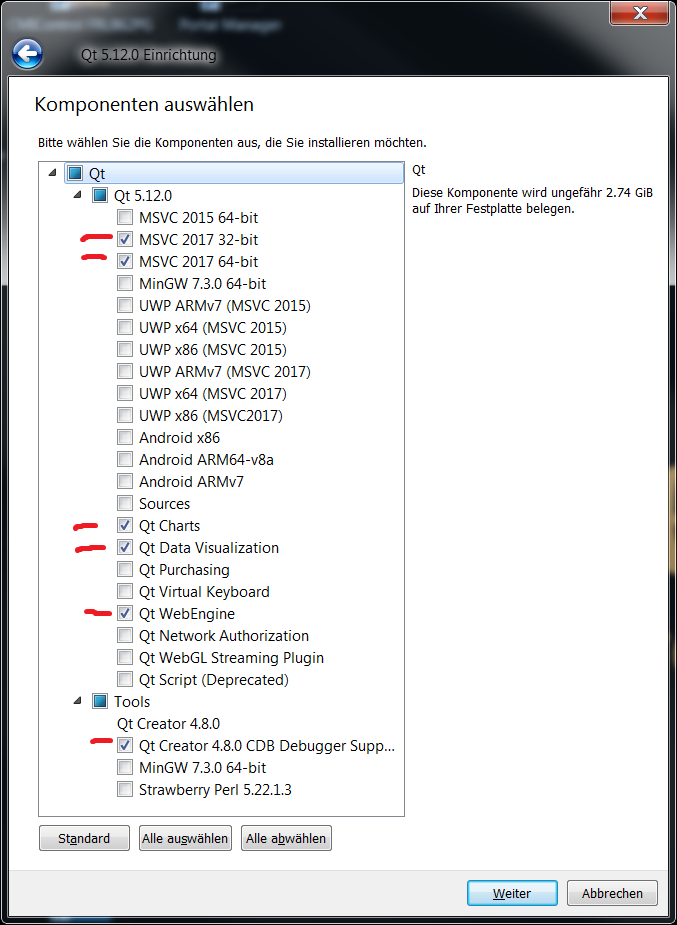 Qt 5.12.0 Einrichtung
Komponenten auswählen
Bitte wählen Sie die Komponenten aus, die Sie installieren möchten.
Qt
Qt 5.12.0
MSVC 2015 64-bit
MSVC 2017 32-bit
MSVC 2017 64-bit
MinGW 7.3.0 64-bit
UWP ARMv7 (MSVC 2015)
UWP x64 (MSVC 2015)
UWP x86 (MSVC 2015)
UWP ARMv7 (MSVC 2017)
UWP x64 (MSVC 2017)
UWP x86 (MSVC2017)
Android x86
Android ARM64-v8a
Android ARMv7
Sources
Qt Charts
Qt Data Visualization
Qt Purchasing
Qt Virtual Keyboard
Qt WebEngine
Qt Network Authorization
Qt WebGL Streaming Plugin
Qt Script (Deprecated)
Tools
Qt Creator 4.8.0
Qt Creator 4.8.0 CDB Debugger Supp...
MinGW 7.3.0 64-bit
Strawberry Perl 5.22.1.3
Qt
Diese Komponente wird ungefähr 2.74 GiB
auf Ihrer Festplatte belegen.
Standard
Alle auswählen
Alle abwählen
Weiter
Abbrechen